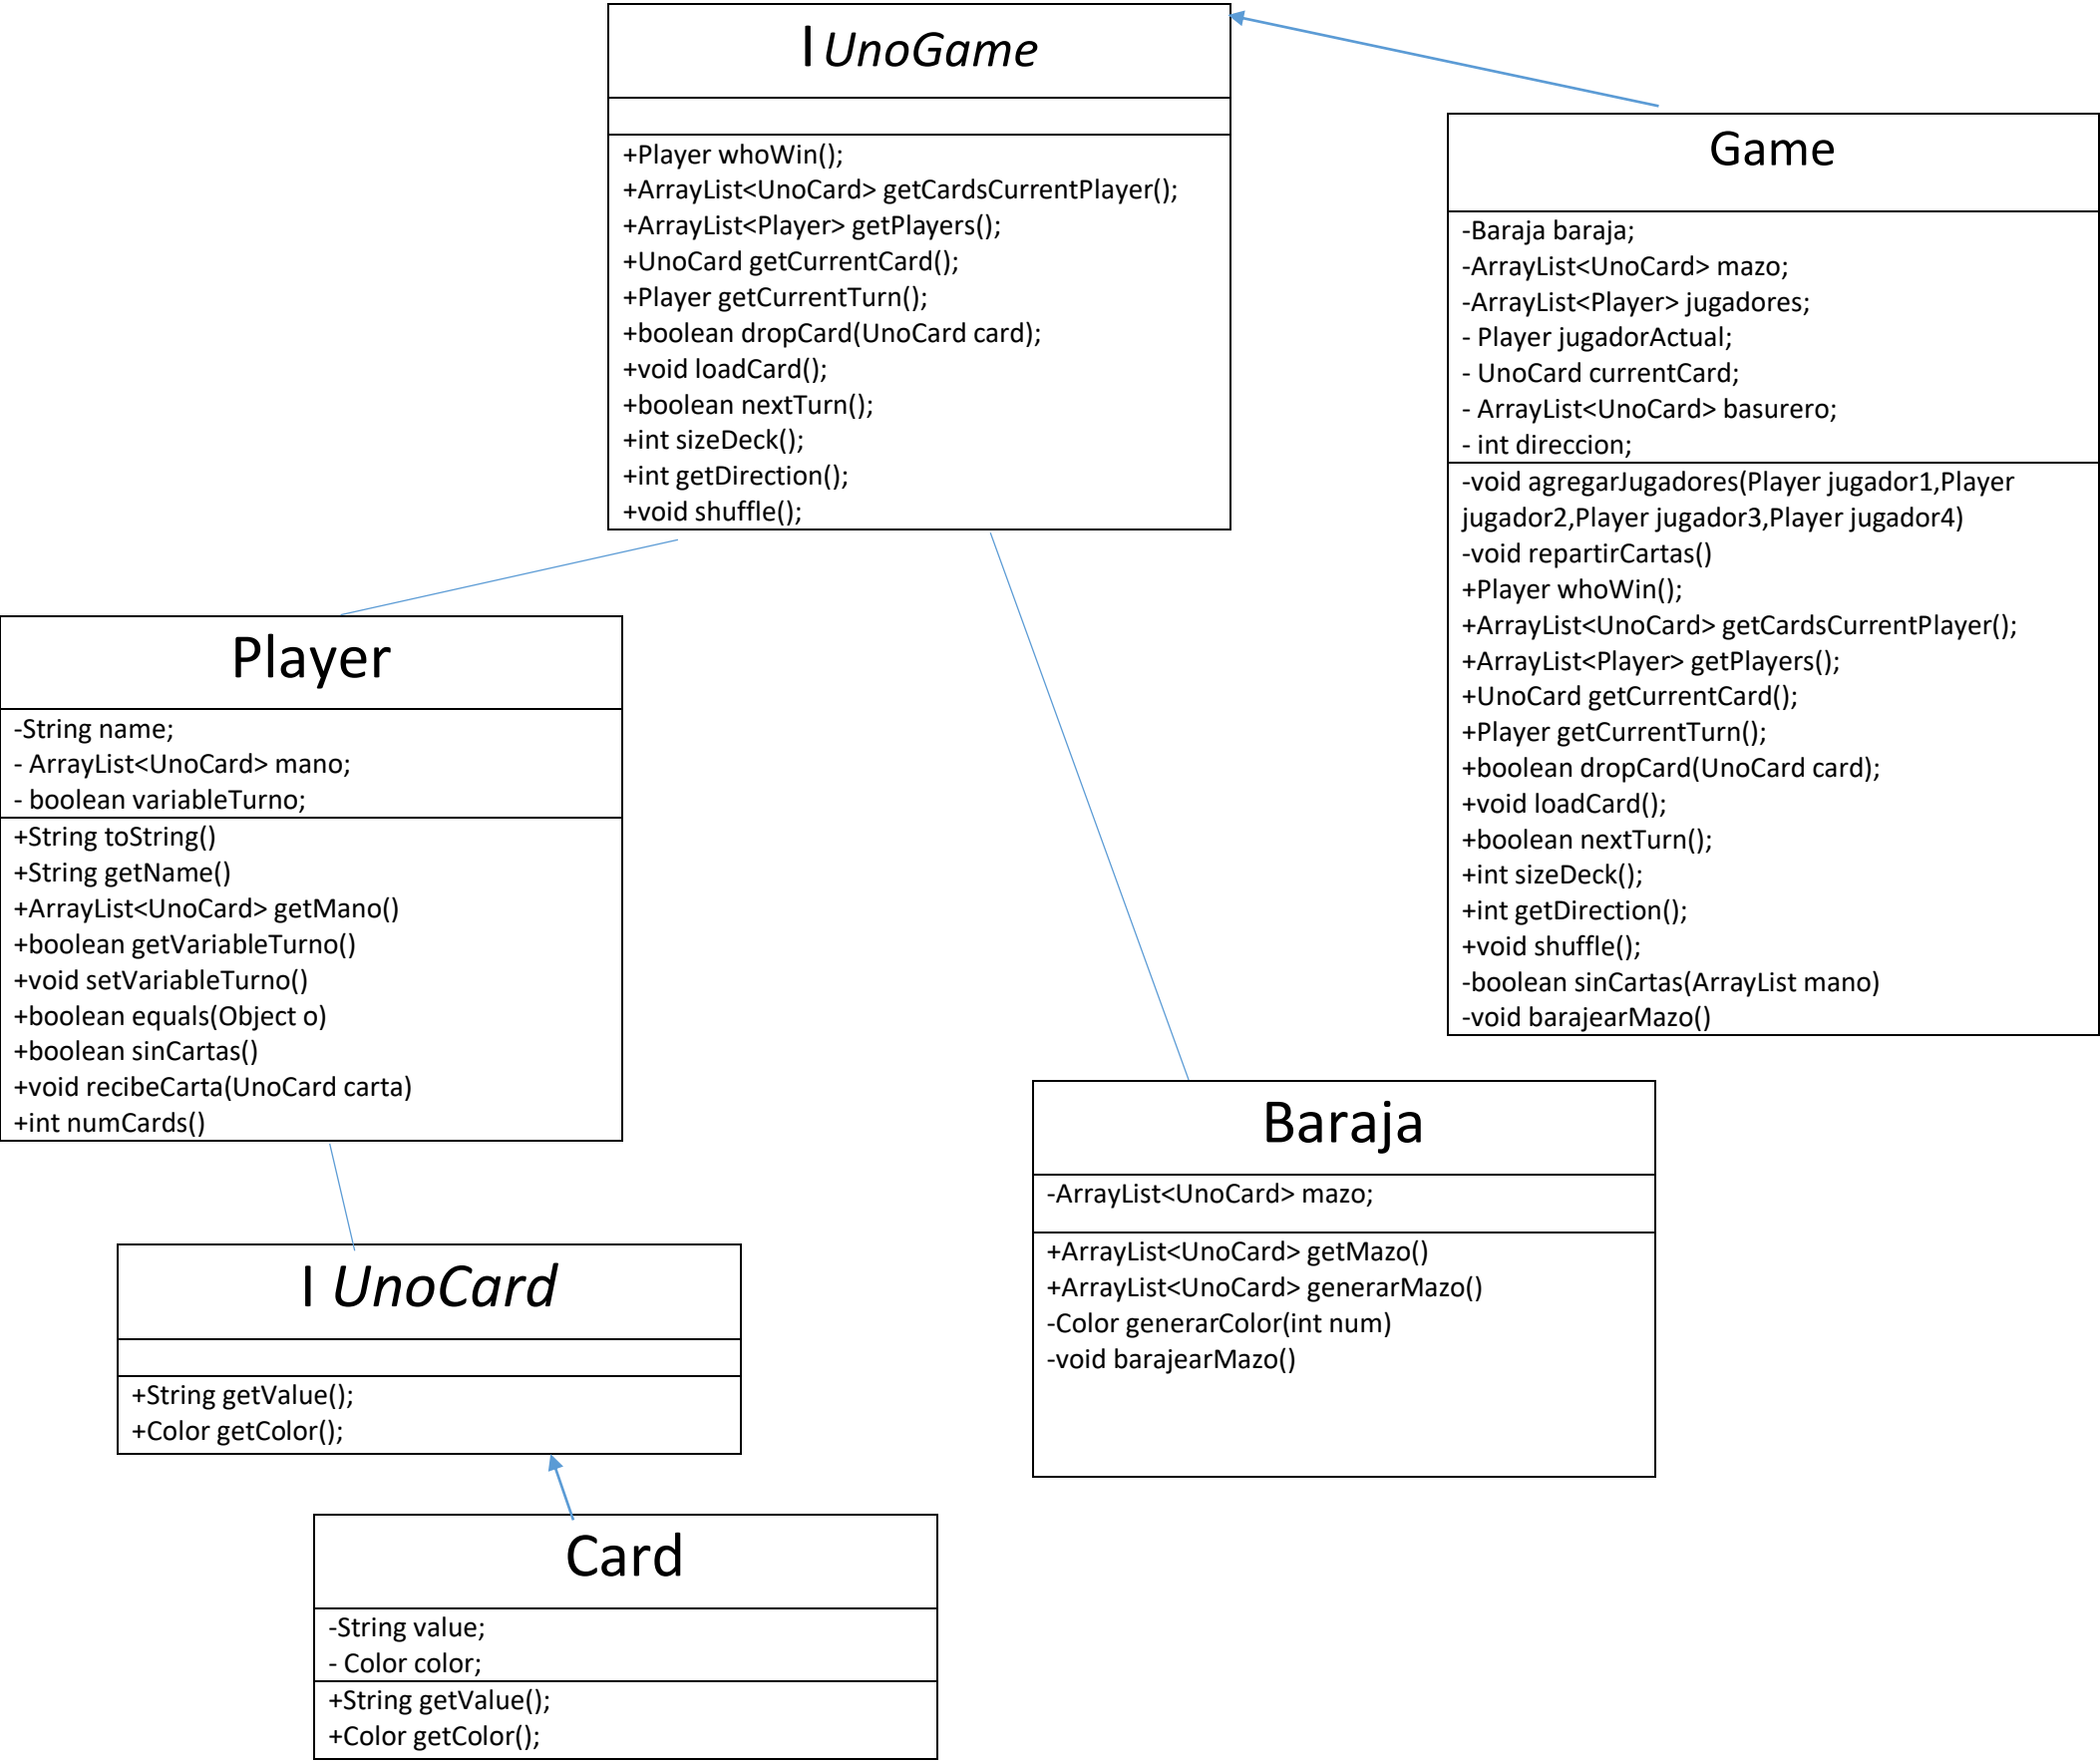 I UnoGame
+Player whoWin();
+ArrayList<UnoCard> getCardsCurrentPlayer();
+ArrayList<Player> getPlayers();
+UnoCard getCurrentCard();
+Player getCurrentTurn();
+boolean dropCard(UnoCard card);
+void loadCard();
+boolean nextTurn();
+int sizeDeck();
+int getDirection();
+void shuffle();
Game
-Baraja baraja;
-ArrayList<UnoCard> mazo;
-ArrayList<Player> jugadores;
- Player jugadorActual;
- UnoCard currentCard;
- ArrayList<UnoCard> basurero;
- int direccion;
-void agregarJugadores(Player jugador1,Player
jugador2,Player jugador3,Player jugador4)
-void repartirCartas()
+Player whoWin();
+ArrayList<UnoCard> getCardsCurrentPlayer();
+ArrayList<Player> getPlayers();
+UnoCard getCurrentCard();
+Player getCurrentTurn();
+boolean dropCard(UnoCard card);
+void loadCard();
+boolean nextTurn();
+int sizeDeck();
+int getDirection();
+void shuffle();
-boolean sinCartas(ArrayList mano)
-void barajearMazo()
Player
-String name;
- ArrayList<UnoCard> mano;
- boolean variableTurno;
+String toString()
+String getName()
+ArrayList<UnoCard> getMano()
+boolean getVariableTurno()
+void setVariableTurno()
+boolean equals(Object o)
+boolean sinCartas()
+void recibeCarta(UnoCard carta)
+int numCards()
Baraja
-ArrayList<UnoCard> mazo;
+ArrayList<UnoCard> getMazo()
+ArrayList<UnoCard> generarMazo()
-Color generarColor(int num)
-void barajearMazo()
I UnoCard
+String getValue();
+Color getColor();
Card
-String value;
- Color color;
+String getValue();
+Color getColor();